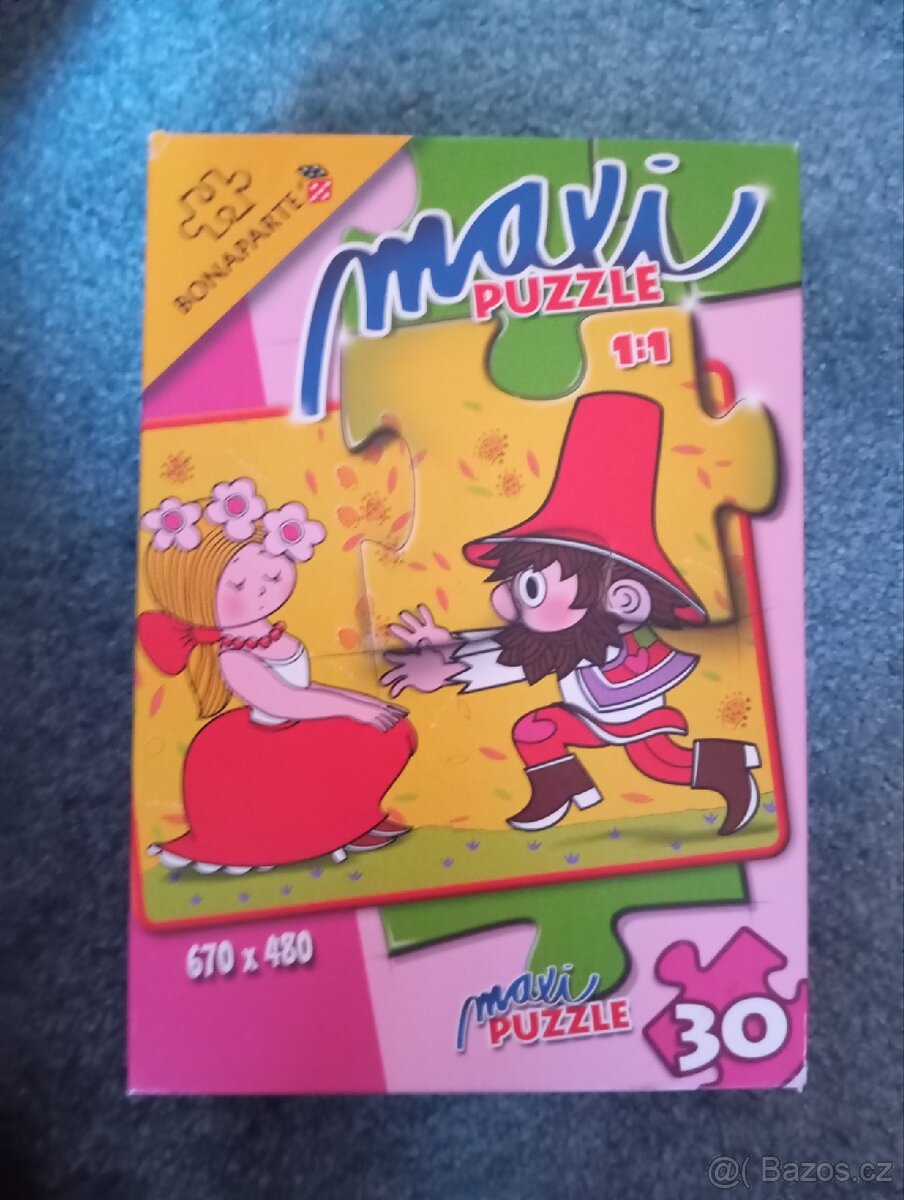 BONAPARTE
maxi
PUZZLE
1:1
670 x 480
maxi
PUZZLE
30
@( Bazos.cz